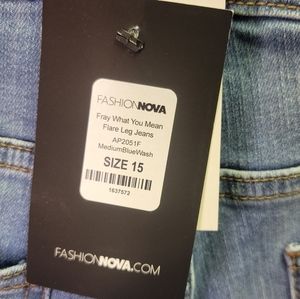 FASHIONNOVA
Fray What You Mean
Flare Leg Jeans
AP2051F
MediumBlueWash
SIZE 15
1637572
FASHIONNOVA.COM